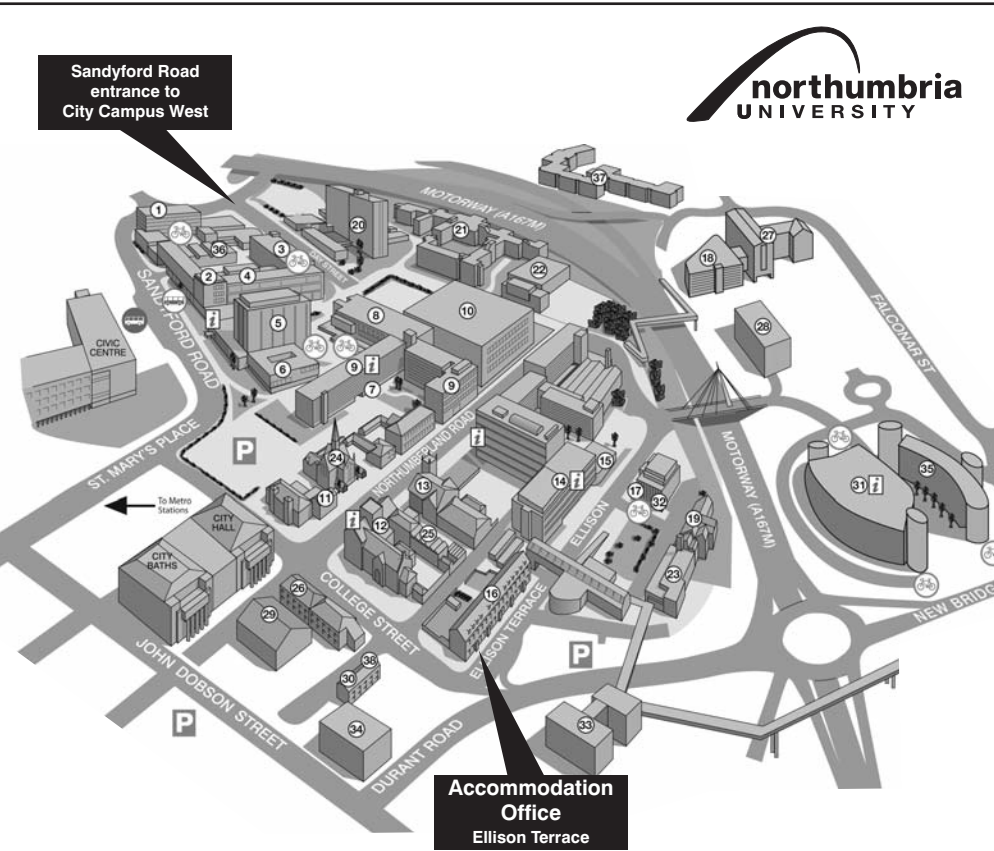 Sandyford Road
entrance to
City Campus West
northumbria
UNIVERSITY
37
MOTORWAY (A167M)
1
20
21
27
36
3
18
22
2
4
SANDYFORD ROAD
FALCONAR ST
i
5
8
10
28
CIVIC
CENTRE
6
9
i
7
9
ST. MARY'S PLACE
P
24
NORTHUMBERLAND ROAD
i
15
MOTORWAY (A167M)
35
31
i
To Metro
Stations
11
13
14
i
17
32
CITY
HALL
i
12
25
ELLISON
19
CITY
BATHS
26
COLLEGE STREET
16
23
NEW BRIDG
29
ELLISON TERRACE
P
38
30
JOHN DOBSON STREET
P
34
DURANT ROAD
33
Accommodation
Office
Ellison Terrace